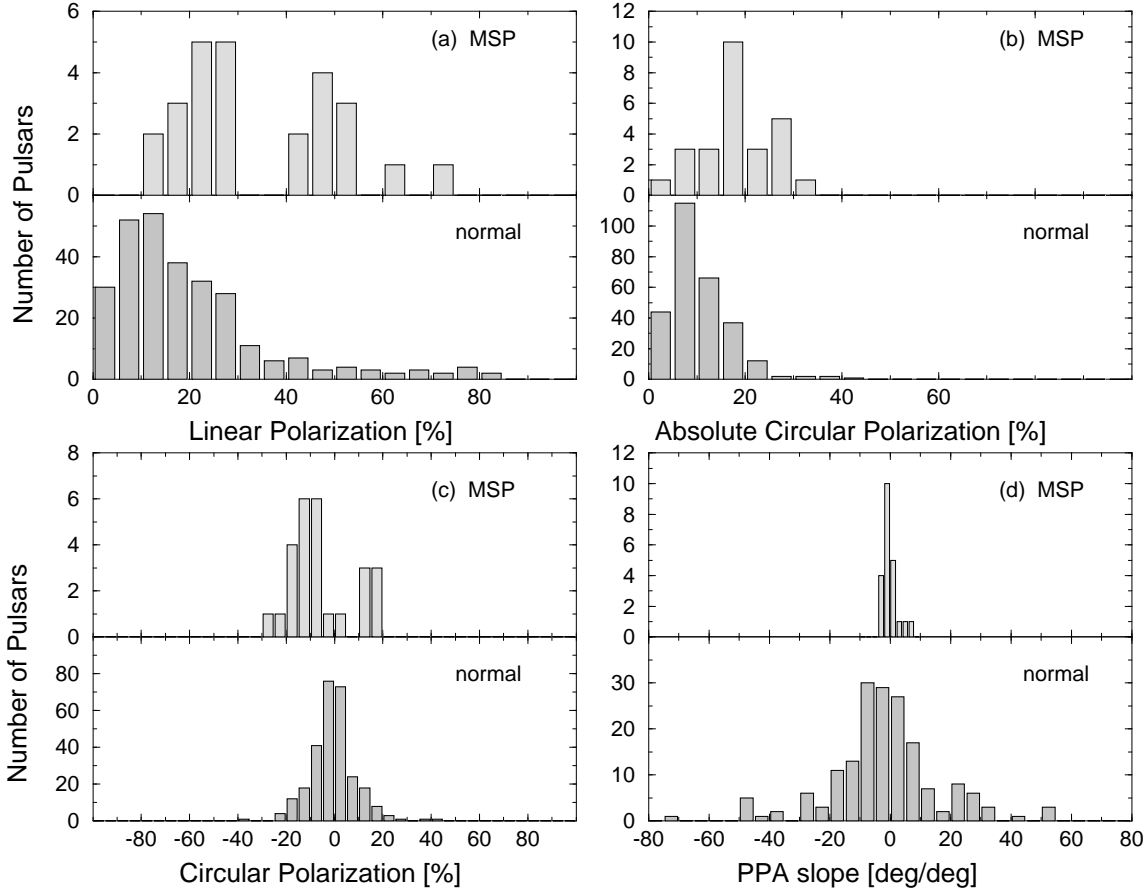 (a) MSP
6
4
2
0
normal
40
20
0
0 20 40 60 80
Linear Polarization [%]
Number of Pulsars
(b) MSP
12
10
8
6
4
2
0
normal
100
80
60
40
20
0
0 20 40 60
Absolute Circular Polarization [%]
(c) MSP
8
6
4
2
0
normal
80
60
40
20
0
-80 -60 -40 -20 0 20 40 60 80
Circular Polarization [%]
Number of Pulsars
(d) MSP
12
10
8
6
4
2
0
normal
30
20
10
0
-80 -60 -40 -20 0 20 40 60 80
PPA slope [deg/deg]